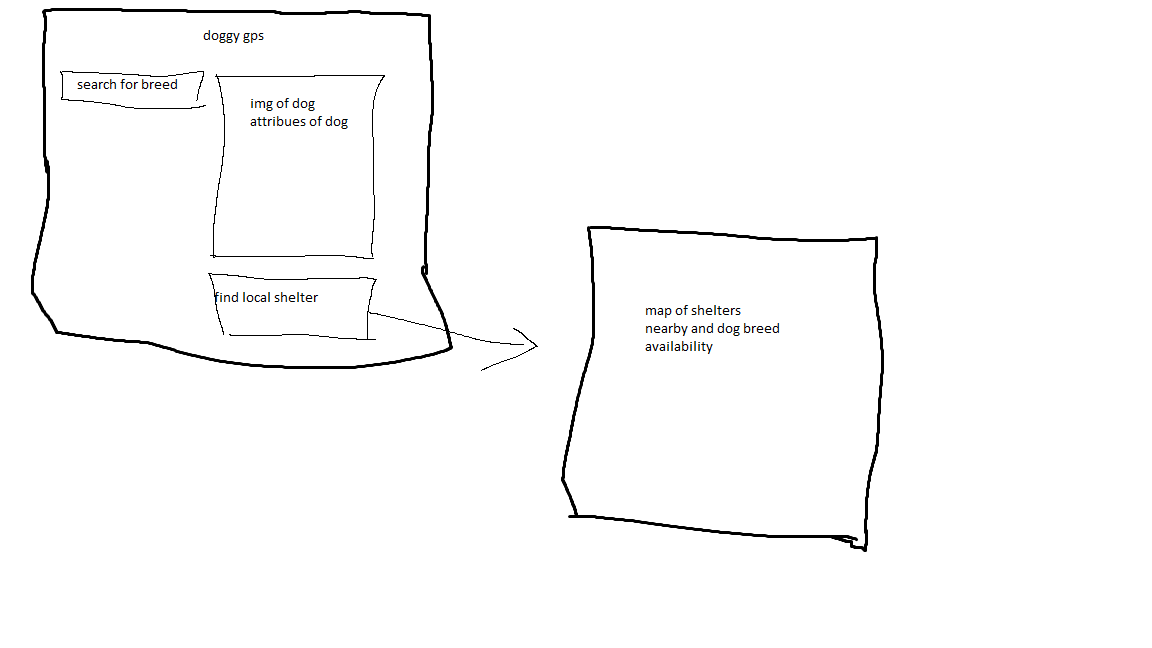 doggy gps
search for breed
img of dog
attribues of dog
find local shelter
map of shelters
nearby and dog breed
availability